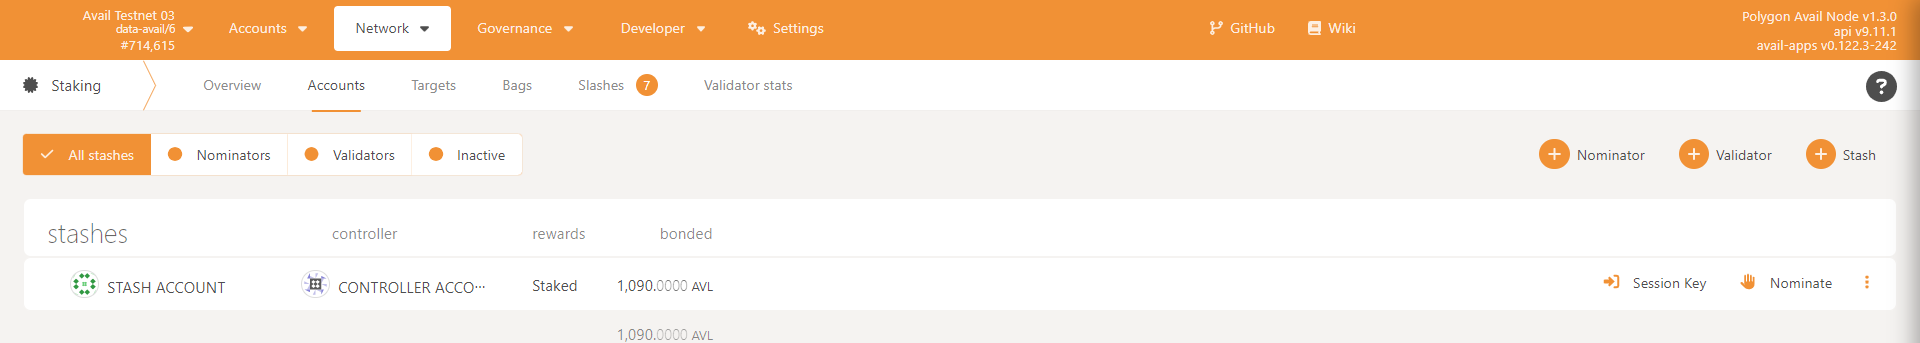 Avail Testnet 03
data-avail/6
#714,615
Accounts
Network
Governance
Developer
Settings
GitHub
Wiki
Polygon Avail Node v1.3.0
api v9.11.1
avail-apps v0.122.3-242
Staking
Overview
Accounts
Targets
Bags
Slashes 7
Validator stats
?
All stashes
Nominators
Validators
Inactive
Nominator
Validator
Stash
stashes controller rewards bonded
STASH ACCOUNT CONTROLLER ACCO··· Staked 1,090.0000 AVL Session Key Nominate
1,090.0000 AVL